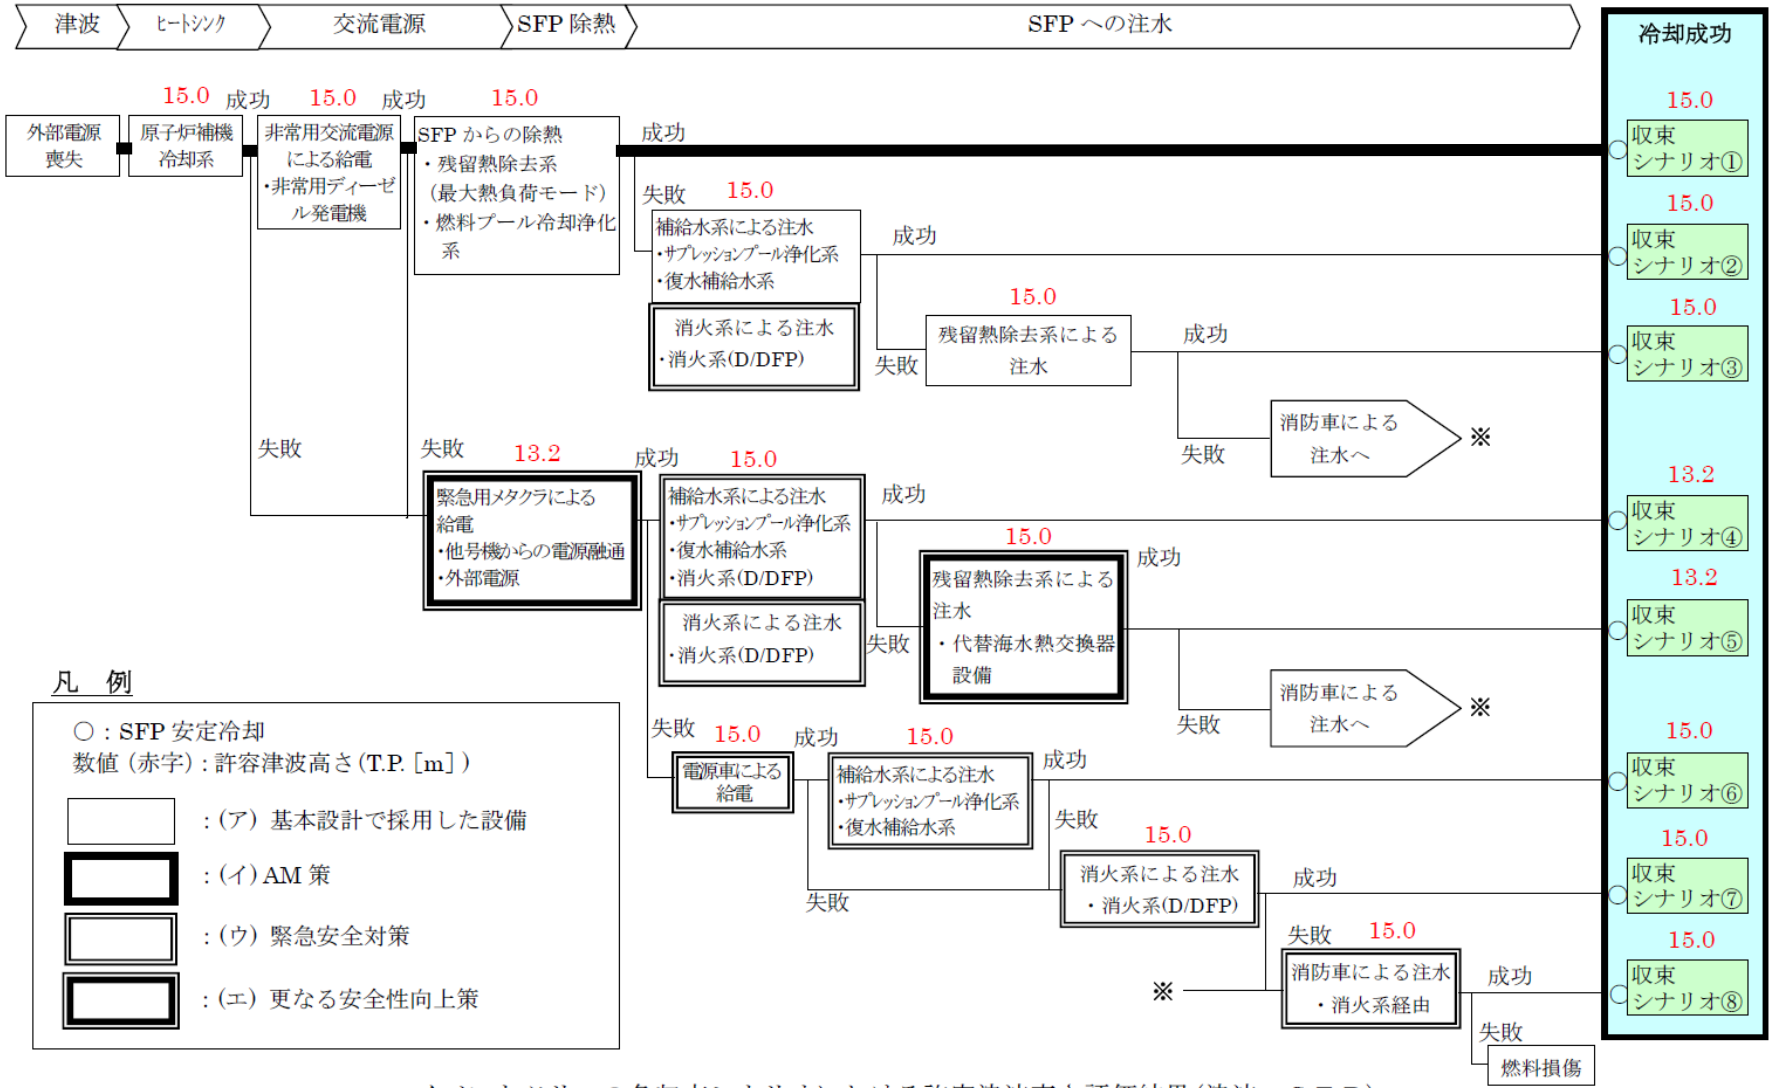 津波
ﾋｰﾄｼﾝｸ
交流電源
SFP 除熱
SFP への注水
冷却成功
15.0
成功
15.0
成功
15.0
外部電源
喪失
原子炉補機
冷却系
非常用交流電源
による給電
・非常用ディーゼ
ル発電機
SFP からの除熱
・残留熱除去系
（最大熱負荷モード）
・燃料プール冷却浄化
系
成功
15.0
収束
シナリオ①
失敗
15.0
補給水系による注水
・ｻﾌﾟﾚｯｼｮﾝﾌﾟｰﾙ浄化系
・復水補給水系
消火系による注水
・消火系(D/DFP)
成功
15.0
収束
シナリオ②
失敗
15.0
残留熱除去系による
注水
成功
15.0
収束
シナリオ③
失敗
消防車による
注水へ
※
失敗
失敗
13.2
緊急用メタクラによる
給電
・他号機からの電源融通
・外部電源
成功
15.0
補給水系による注水
・ｻﾌﾟﾚｯｼｮﾝﾌﾟｰﾙ浄化系
・復水補給水系
・消火系(D/DFP)
消火系による注水
・消火系(D/DFP)
成功
13.2
収束
シナリオ④
失敗
15.0
残留熱除去系による
注水
・代替海水熱交換器
設備
成功
13.2
収束
シナリオ⑤
失敗
消防車による
注水へ
※
失敗
15.0
電源車による
給電
成功
15.0
補給水系による注水
・ｻﾌﾟﾚｯｼｮﾝﾌﾟｰﾙ浄化系
・復水補給水系
成功
15.0
収束
シナリオ⑥
失敗
失敗
15.0
消火系による注水
・消火系(D/DFP)
成功
15.0
収束
シナリオ⑦
失敗
15.0
※
消防車による注水
・消火系経由
成功
15.0
収束
シナリオ⑧
失敗
燃料損傷
凡 例
○：SFP 安定冷却
数値（赤字）：許容津波高さ(T.P.［m］)
：(ア) 基本設計で採用した設備
：(イ) AM 策
：(ウ) 緊急安全対策
：(エ) 更なる安全性向上策